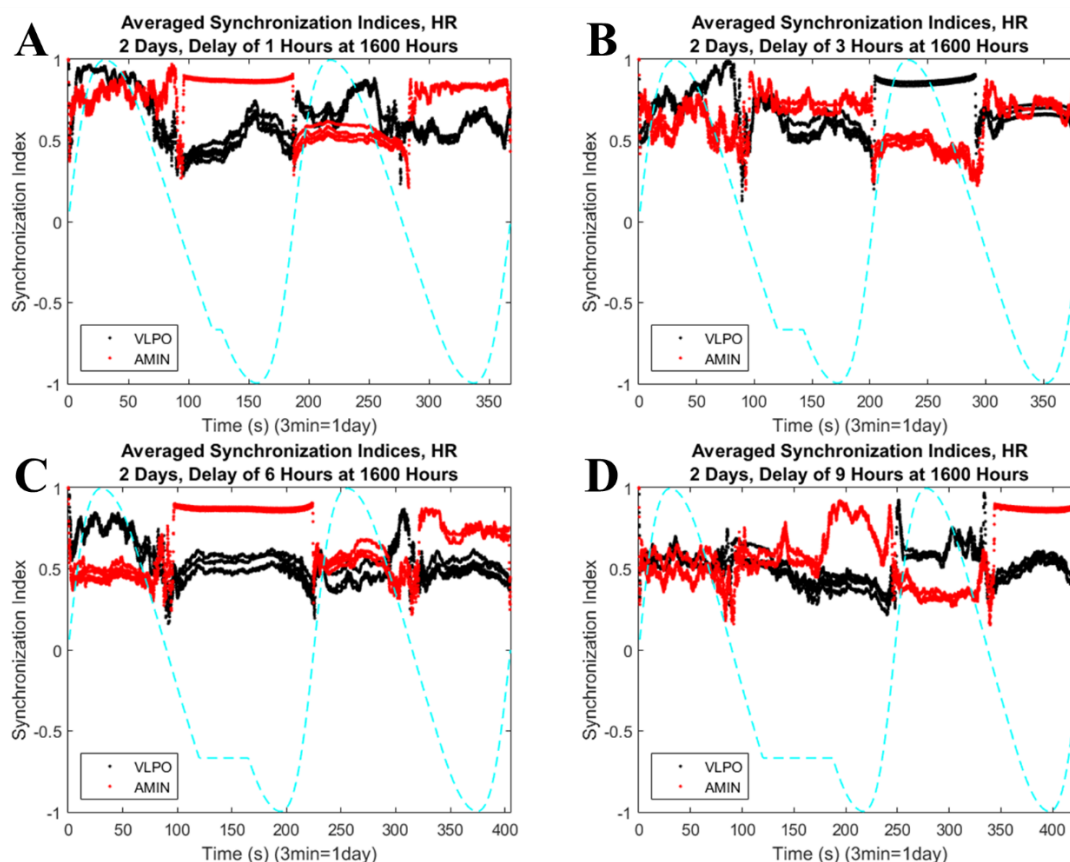 A
Averaged Synchronization Indices, HR
2 Days, Delay of 1 Hours at 1600 Hours
1
0.5
0
-0.5
-1
Synchronization Index
VLPO
AMIN
0 50 100 150 200 250 300 350
Time (s) (3min=1day)
B
Averaged Synchronization Indices, HR
2 Days, Delay of 3 Hours at 1600 Hours
1
0.5
0
-0.5
-1
Synchronization Index
VLPO
AMIN
0 50 100 150 200 250 300 350
Time (s) (3min=1day)
C
Averaged Synchronization Indices, HR
2 Days, Delay of 6 Hours at 1600 Hours
1
0.5
0
-0.5
-1
Synchronization Index
VLPO
AMIN
0 50 100 150 200 250 300 350 400
Time (s) (3min=1day)
D
Averaged Synchronization Indices, HR
2 Days, Delay of 9 Hours at 1600 Hours
1
0.5
0
-0.5
-1
Synchronization Index
VLPO
AMIN
0 50 100 150 200 250 300 350 400
Time (s) (3min=1day)